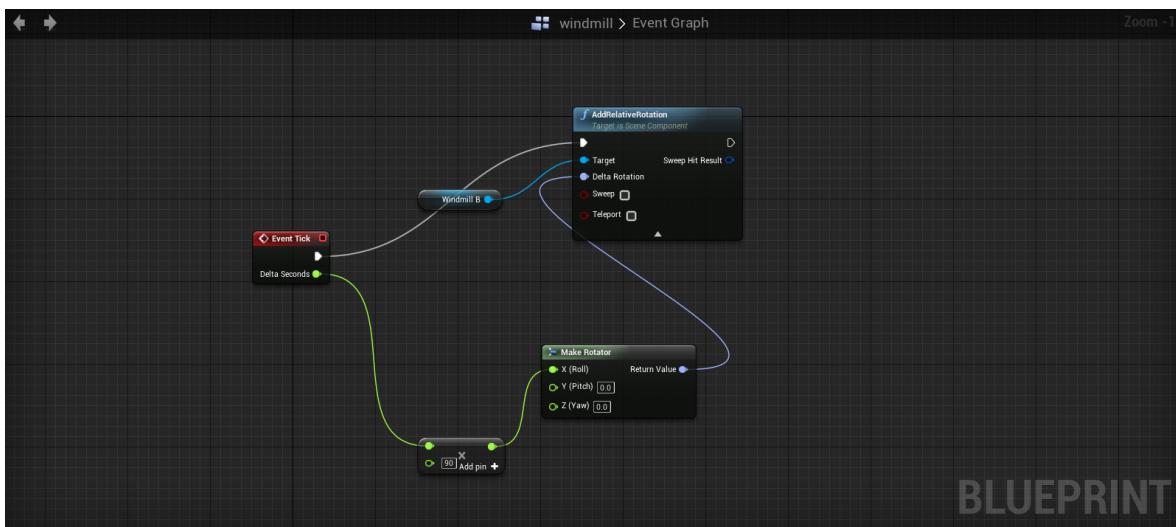 windmill > Event Graph
Zoom -1
AddRelativeRotation
Target is Scene Component
Target
Sweep Hit Result
Delta Rotation
Sweep
Teleport
Windmill B
Event Tick
Delta Seconds
Make Rotator
X (Roll)
Return Value
Y (Pitch) 0.0
Z (Yaw) 0.0
×
90
Add pin +
BLUEPRINT